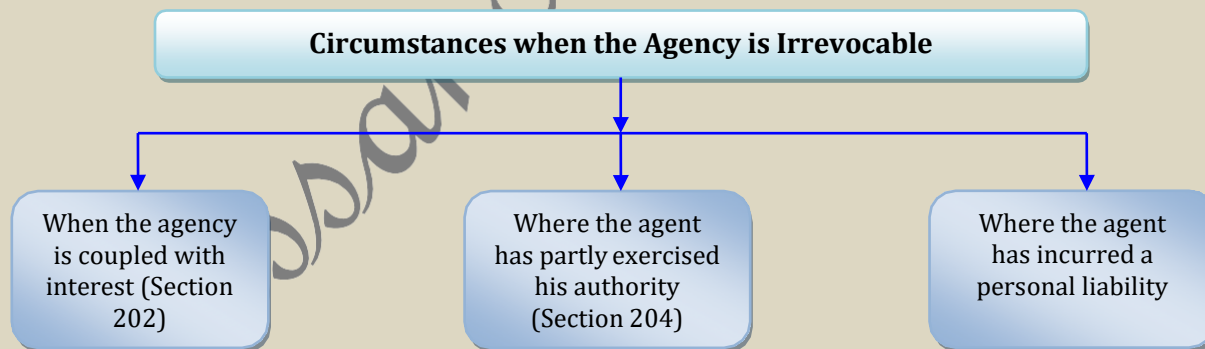 Circumstances when the Agency is Irrevocable
When the agency
is coupled with
interest (Section
202)
Where the agent
has partly exercised
his authority
(Section 204)
Where the agent
has incurred a
personal liability